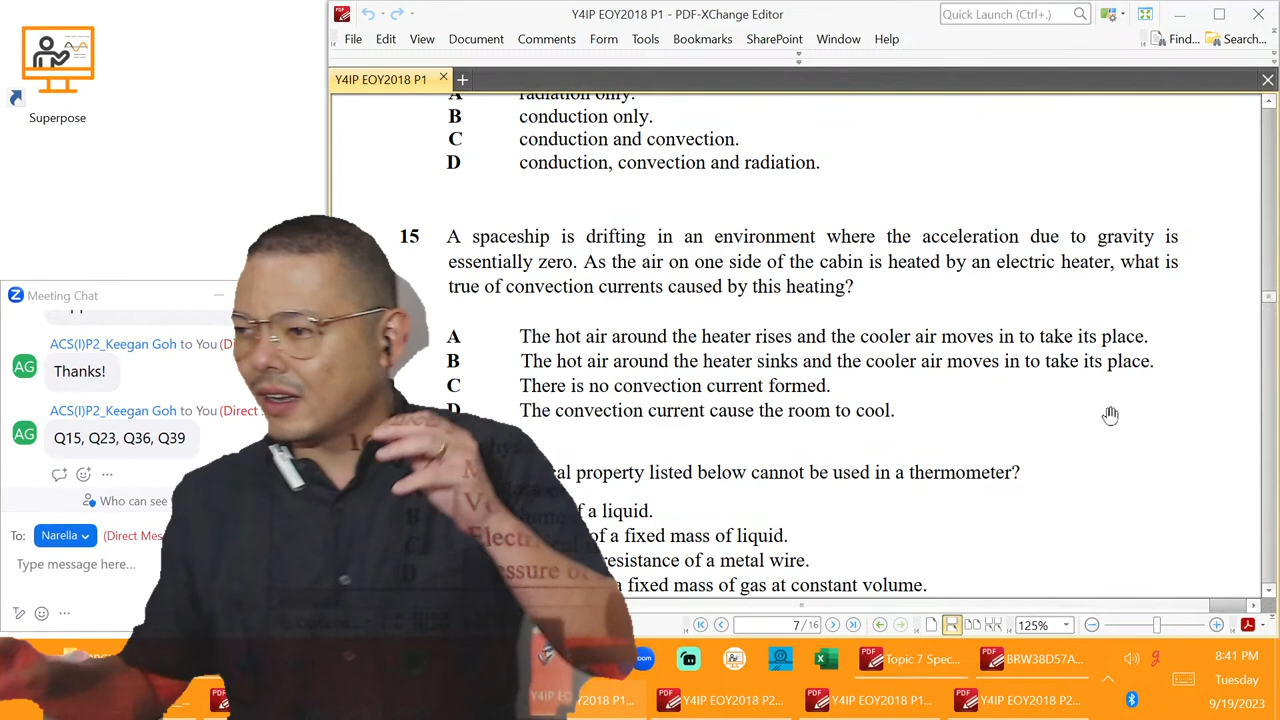 Superpose
Y4IP EOY2018 P1 - PDF-XChange Editor
Quick Launch (Ctrl+.)
File Edit View Document Comments Form Tools Bookmarks SharePoint Window Help
Find...
Search...
Y4IP EOY2018 P1
A radiation only.
B conduction only.
C conduction and convection.
D conduction, convection and radiation.
15 A spaceship is drifting in an environment where the acceleration due to gravity is
essentially zero. As the air on one side of the cabin is heated by an electric heater, what is
true of convection currents caused by this heating?
A The hot air around the heater rises and the cooler air moves in to take its place.
B The hot air around the heater sinks and the cooler air moves in to take its place.
C There is no convection current formed.
D The convection current cause the room to cool.
property listed below cannot be used in a thermometer?
of a liquid.
of a fixed mass of liquid.
resistance of a metal wire.
a fixed mass of gas at constant volume.
Meeting Chat
ACS(I)P2_Keegan Goh to You
AG
Thanks!
ACS(I)P2_Keegan Goh to You (Direct
AG
Q15, Q23, Q36, Q39
Who can see
To: Narella (Direct Mes
Type message here...
7 /16
125%
Topic 7 Spec...
BRW38D57A...
Y4IP EOY2018 P2...
Y4IP EOY2018 P1...
Y4IP EOY2018 P1...
8:41 PM
Tuesday
9/19/2023